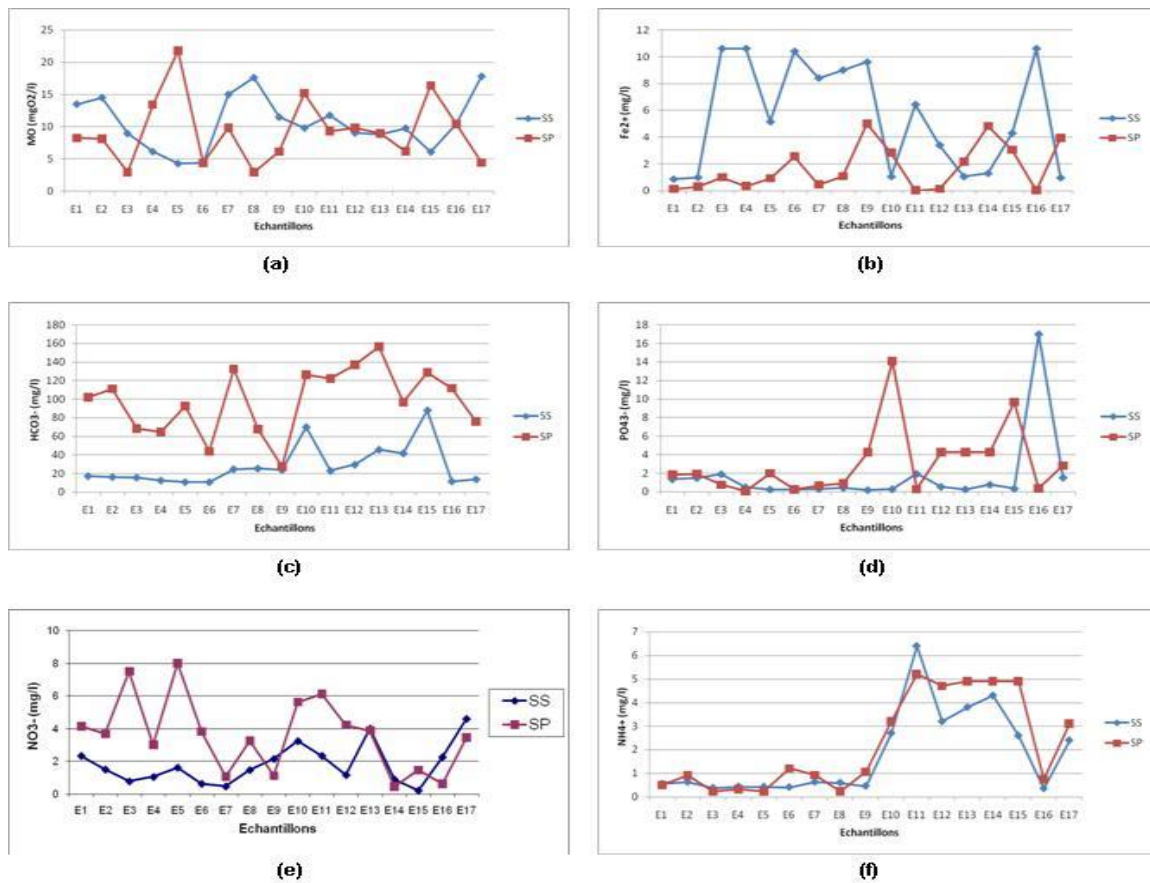 MO (mgO2/l)
25
20
15
10
5
0
E1 E2 E3 E4 E5 E6 E7 E8 E9 E10 E11 E12 E13 E14 E15 E16 E17
Echantillons
SS
SP
(a)
Fe2+ (mg/l)
12
10
8
6
4
2
0
E1 E2 E3 E4 E5 E6 E7 E8 E9 E10 E11 E12 E13 E14 E15 E16 E17
Echantillons
SS
SP
(b)
HCO3- (mg/l)
180
160
140
120
100
80
60
40
20
0
E1 E2 E3 E4 E5 E6 E7 E8 E9 E10 E11 E12 E13 E14 E15 E16 E17
Echantillons
SS
SP
(c)
PO43- (mg/l)
18
16
14
12
10
8
6
4
2
0
E1 E2 E3 E4 E5 E6 E7 E8 E9 E10 E11 E12 E13 E14 E15 E16 E17
Echantillons
SS
SP
(d)
NO3- (mg/l)
10
8
6
4
2
0
E1 E2 E3 E4 E5 E6 E7 E8 E9 E10 E11 E12 E13 E14 E15 E16 E17
Echantillons
SS
SP
(e)
NH4+ (mg/l)
7
6
5
4
3
2
1
0
E1 E2 E3 E4 E5 E6 E7 E8 E9 E10 E11 E12 E13 E14 E15 E16 E17
Echantillons
SS
SP
(f)